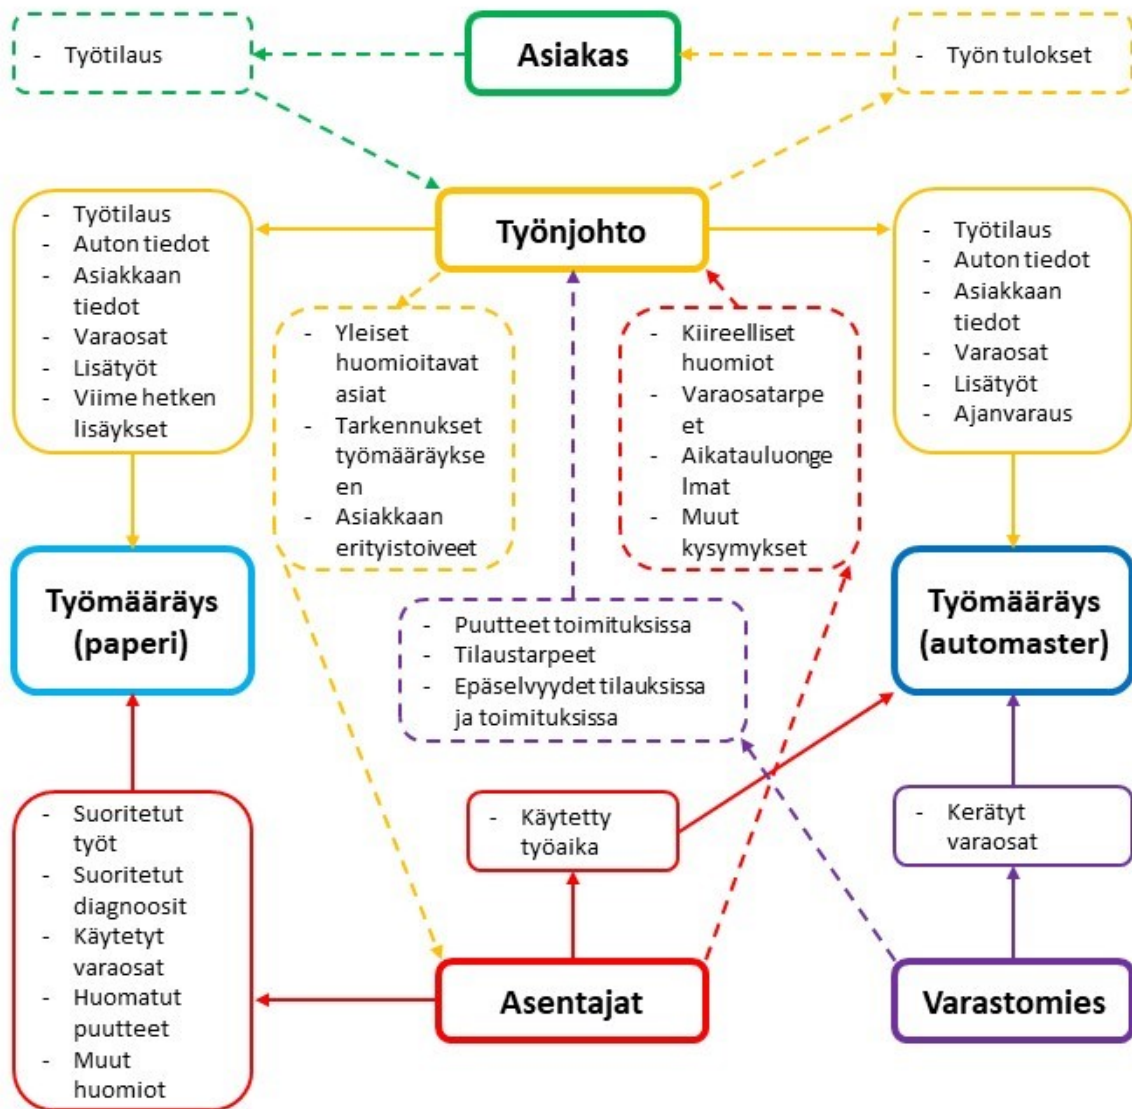 - Työtilaus
Asiakas
- Työn tulokset
- Työtilaus
- Auton tiedot
- Asiakkaan
tiedot
- Varaosat
- Lisätyöt
- Viime hetken
lisäykset
Työnjohto
- Työtilaus
- Auton tiedot
- Asiakkaan
tiedot
- Varaosat
- Lisätyöt
- Ajanvaraus
- Yleiset
huomioitavat
asiat
- Tarkennukset
työmääräykse
en
- Asiakkaan
erityistoiveet
- Kiireelliset
huomiot
- Varaosatarpe
et
- Aikatauluonge
lmat
- Muut
kysymykset
Työmääräys
(paperi)
- Puutteet toimituksissa
- Tilaustarpeet
- Epäselvyydet tilauksissa
ja toimituksissa
Työmääräys
(automaster)
- Suoritetut
työt
- Suoritetut
diagnoosit
- Käytetyt
varaosat
- Huomatut
puutteet
- Muut
huomiot
- Käytetty
työaika
- Kerätyt
varaosat
Asentajat
Varastomies